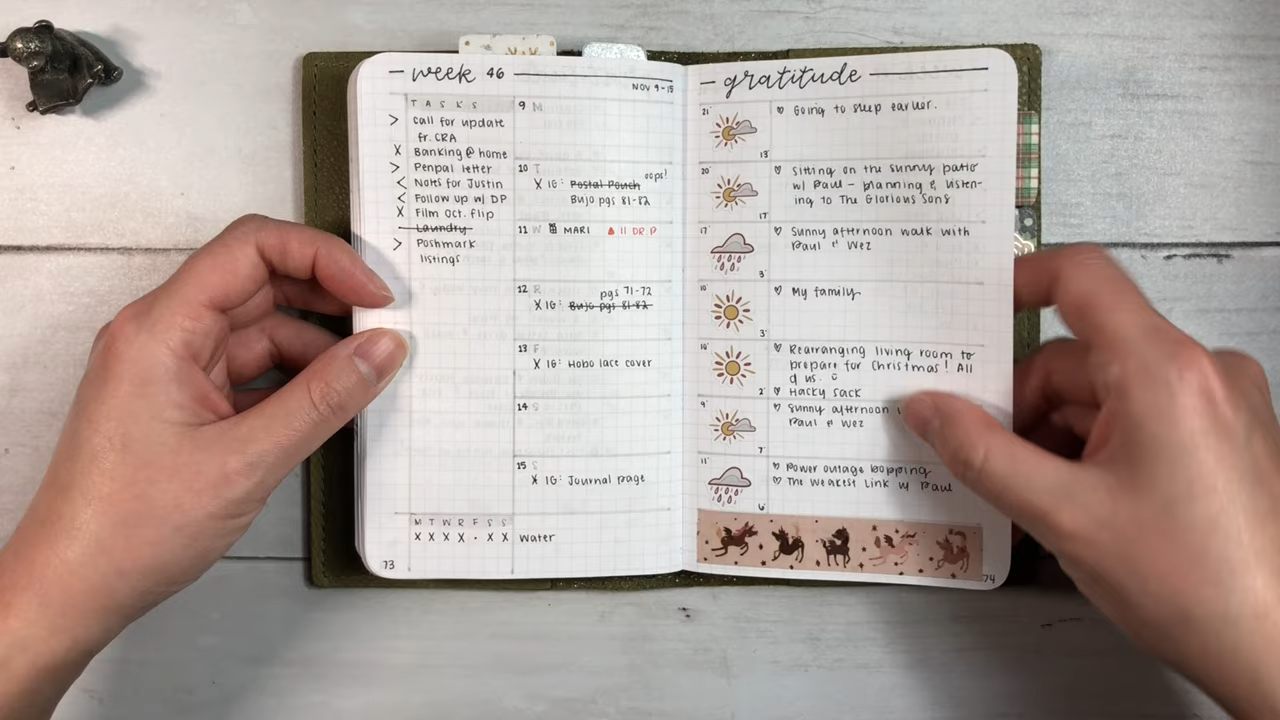 week 46
NOV 9-15
TASKS
> call for update
fr. CRA
X Banking @ home
> Penpal letter
< Notes for Justin
< Follow up w/ DP
X Film Oct. flip
Laundry
> Poshmark
listings
9 M
10 T
oops!
X IG: Postal Pouch
Bujo pgs 81-82
11 W MARI 11 DR. P
12 R
pgs 71-72
X IG: Bujo pgs 81-82
13 F
X IG: Hobo lace cover
14 S
15 S
X IG: Journal page
M T W R F S S
X X X X · X X water
73
gratitude
21°
♡ Going to sleep earlier.
13°
20°
♡ Sitting on the sunny patio
w/ Paul - planning & listen-
ing to The Glorious Sons
17°
17°
♡ Sunny afternoon walk with
Paul & Wez
3°
10°
♡ My family
3°
10°
♡ Rearranging living room to
prepare for Christmas! All
of us.
♡ Hacky Sack
2°
9°
♡ Sunny afternoon
Paul & Wez
7°
11°
♡ Power outage bopping
♡ The Weakest Link w/ Paul
6°
74